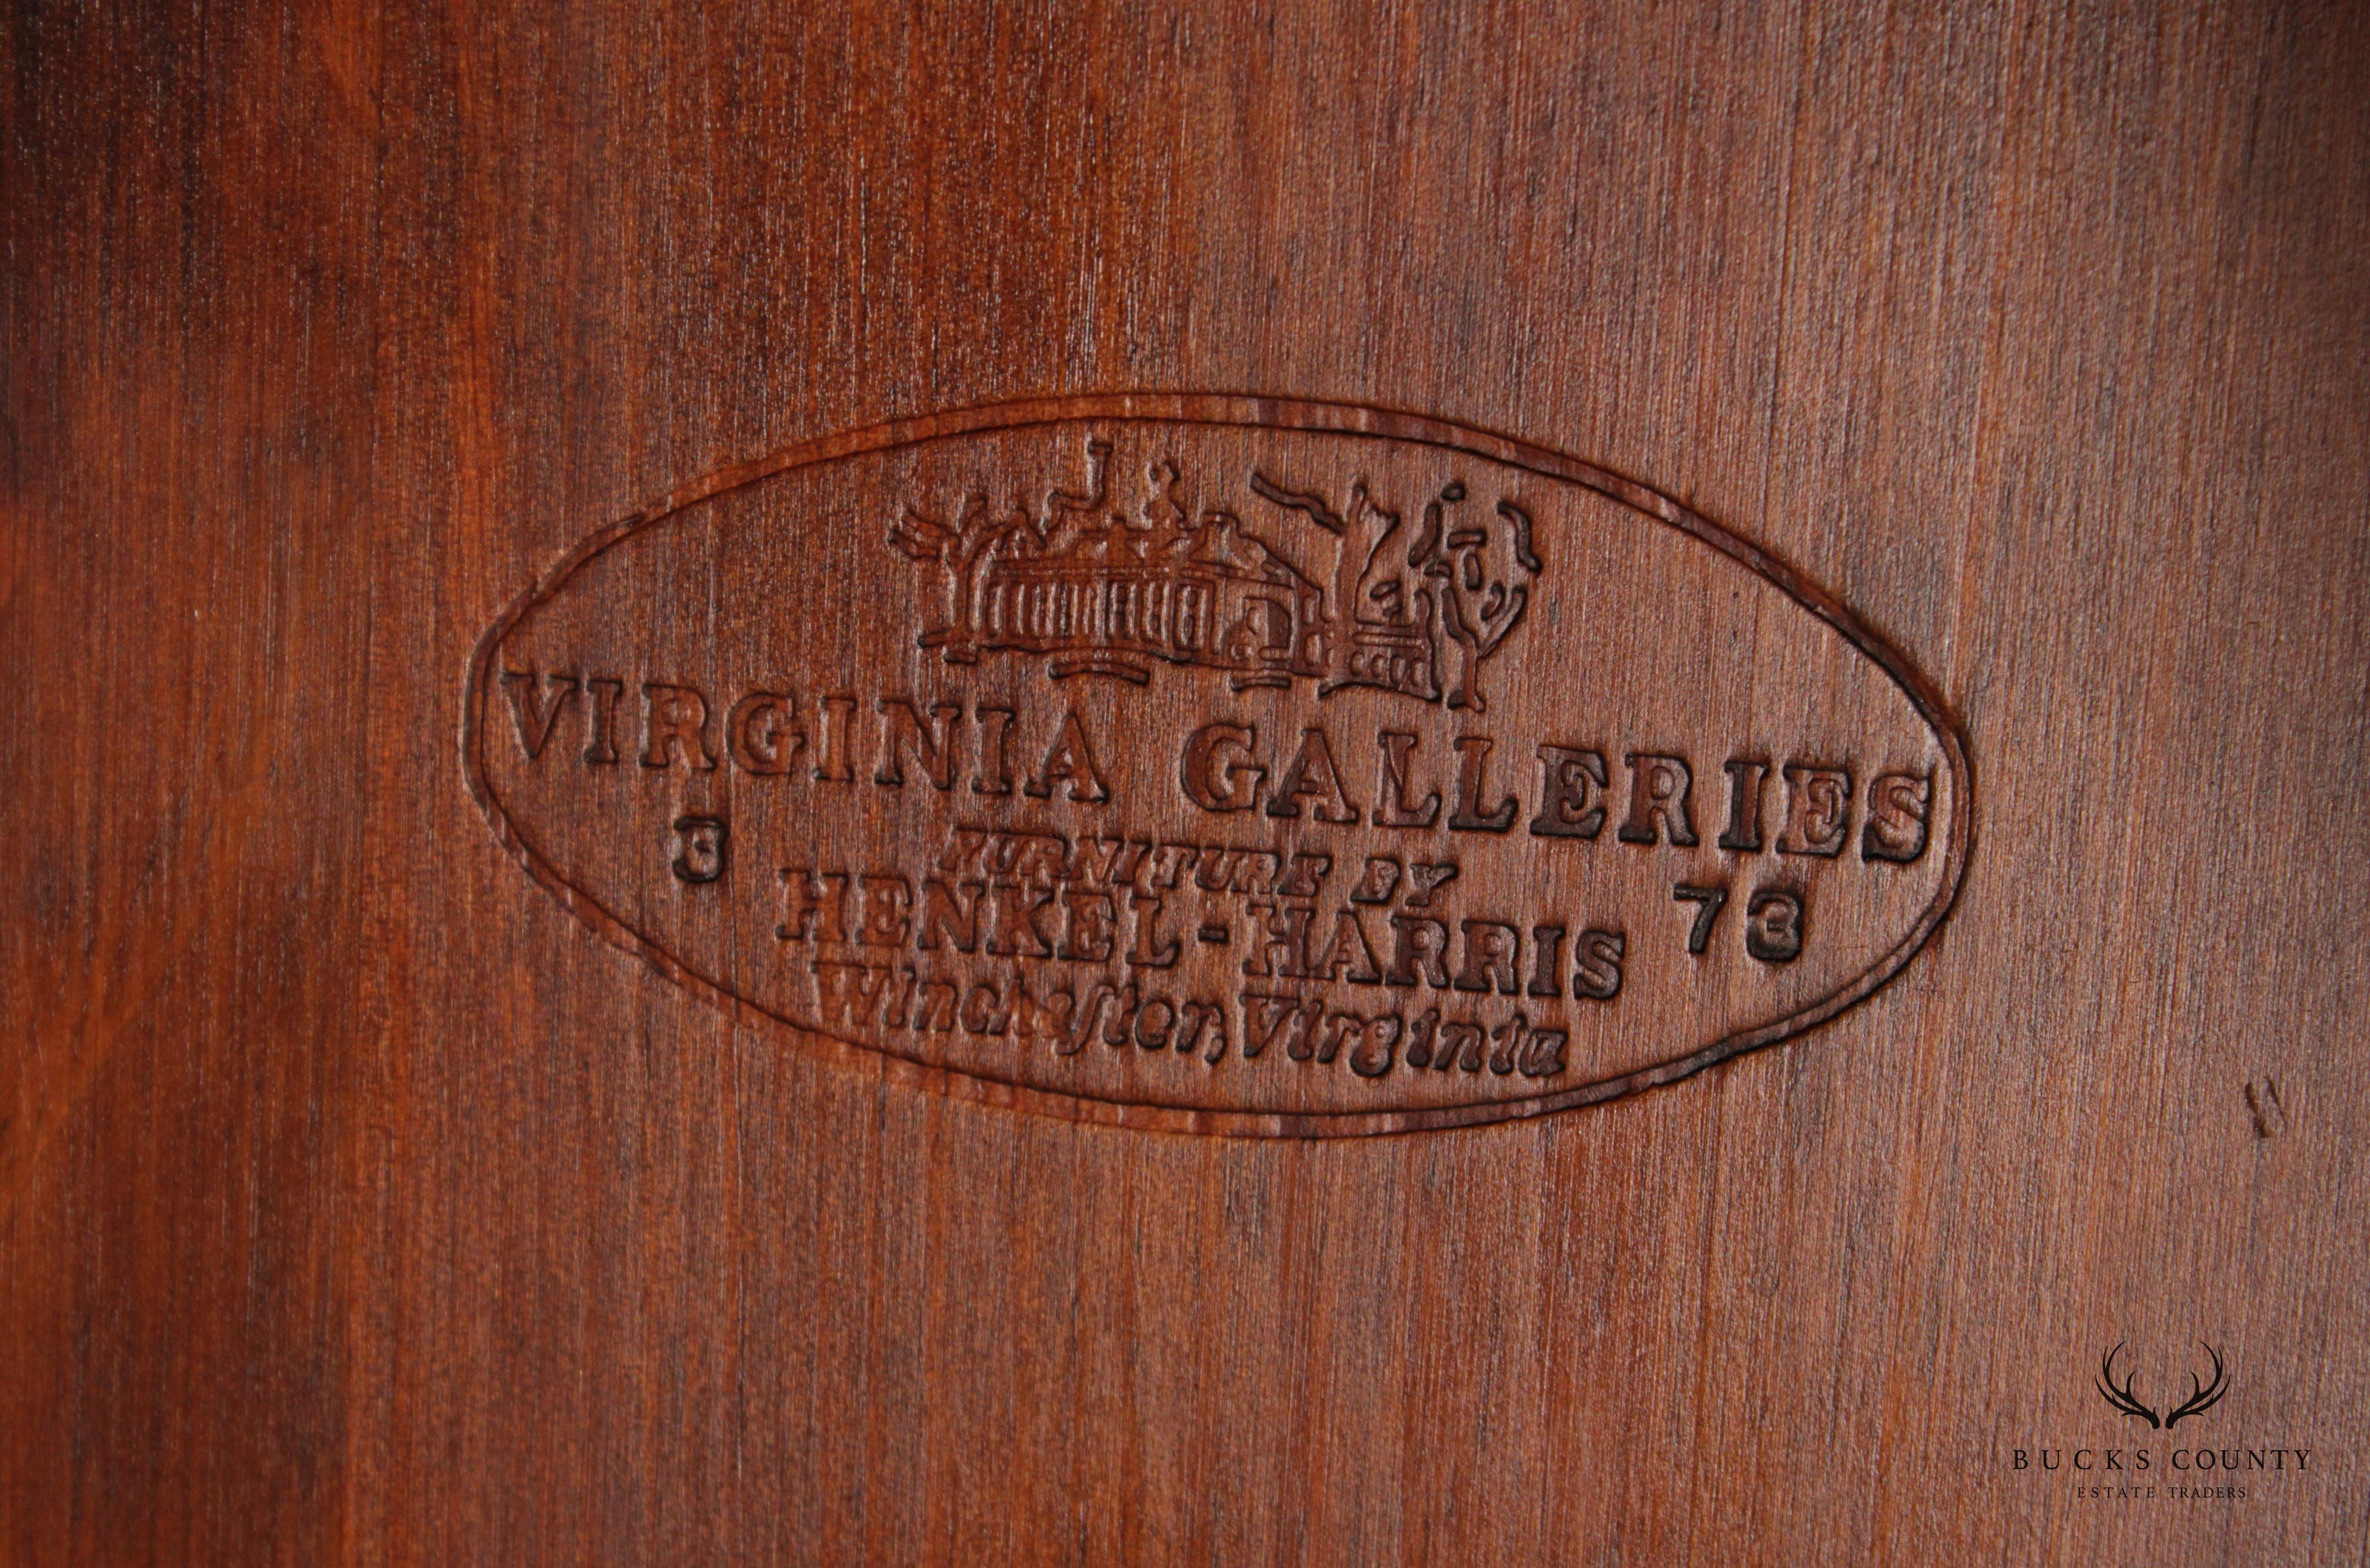 VIRGINIA GALLERIES
3 73
FURNITURE BY
HENKEL-HARRIS
Winchester, Virginia
BUCKS COUNTY
ESTATE TRADERS